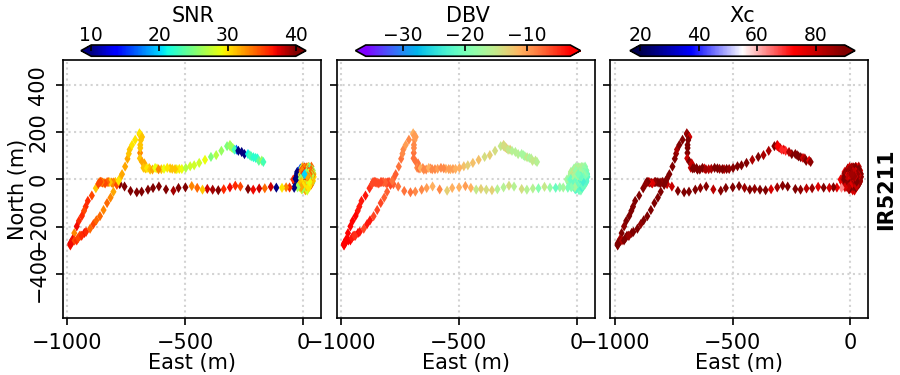 SNR DBV Xc
10 20 30 40 −30 −20 −10 20 40 60 80
North (m)
400
200
0
−200
−400
IR5211
−1000 −500 0 −1000 −500 0 −1000 −500 0
East (m) East (m) East (m)